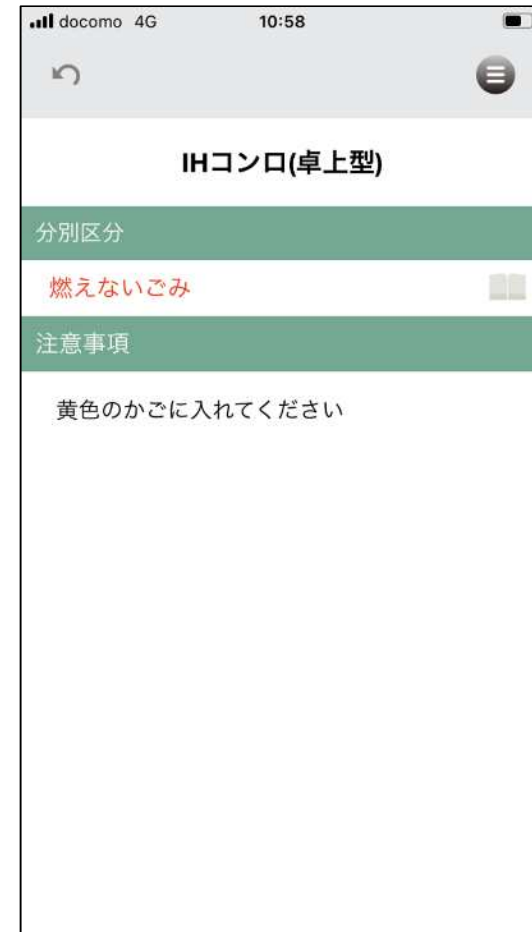 docomo 4G 10:58
IHコンロ(卓上型)
分別区分
燃えないごみ
注意事項
黄色のかごに入れてください